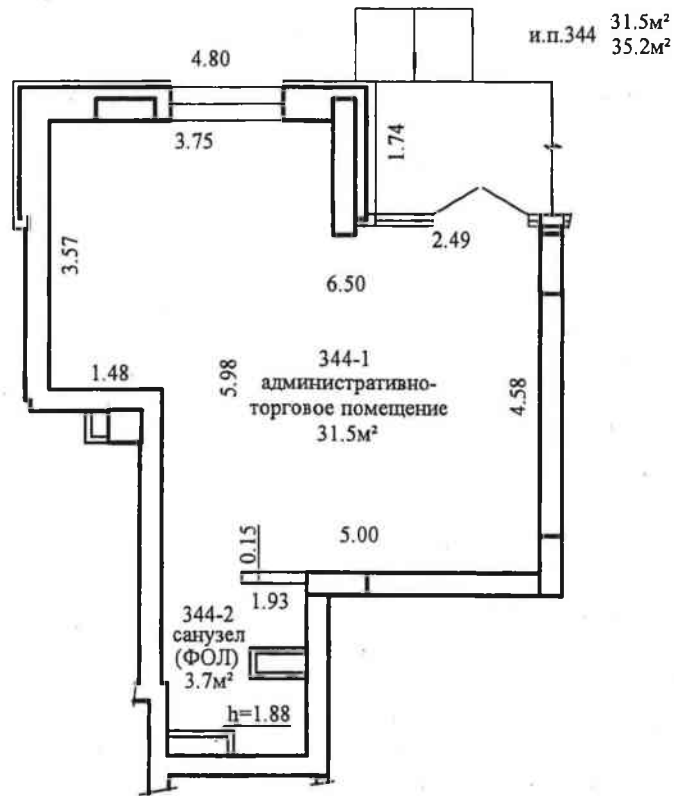 и.п.344
31.5м²
35.2м²
4.80
3.75
1.74
3.57
2.49
6.50
1.48
5.98
344-1
административно-
торговое помещение
31.5м²
4.58
0.15
5.00
344-2
санузел
(ФОЛ)
3.7м²
1.93
h=1.88